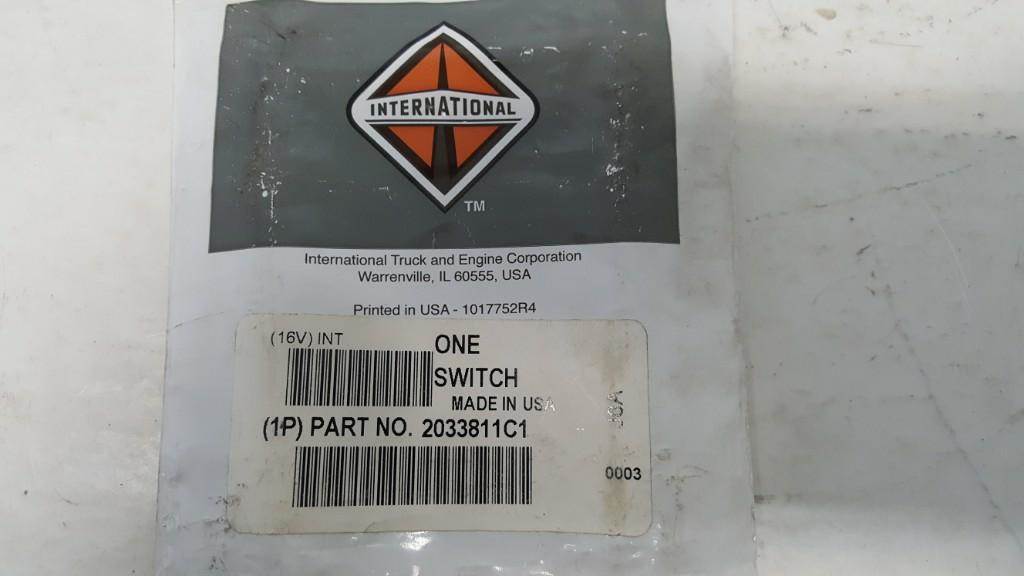 INTERNATIONAL
TM
International Truck and Engine Corporation
Warrenville, IL 60555, USA
Printed in USA - 1017752R4
(16V) INT ONE
SWITCH
MADE IN USA
(1P) PART NO. 2033811C1
0003